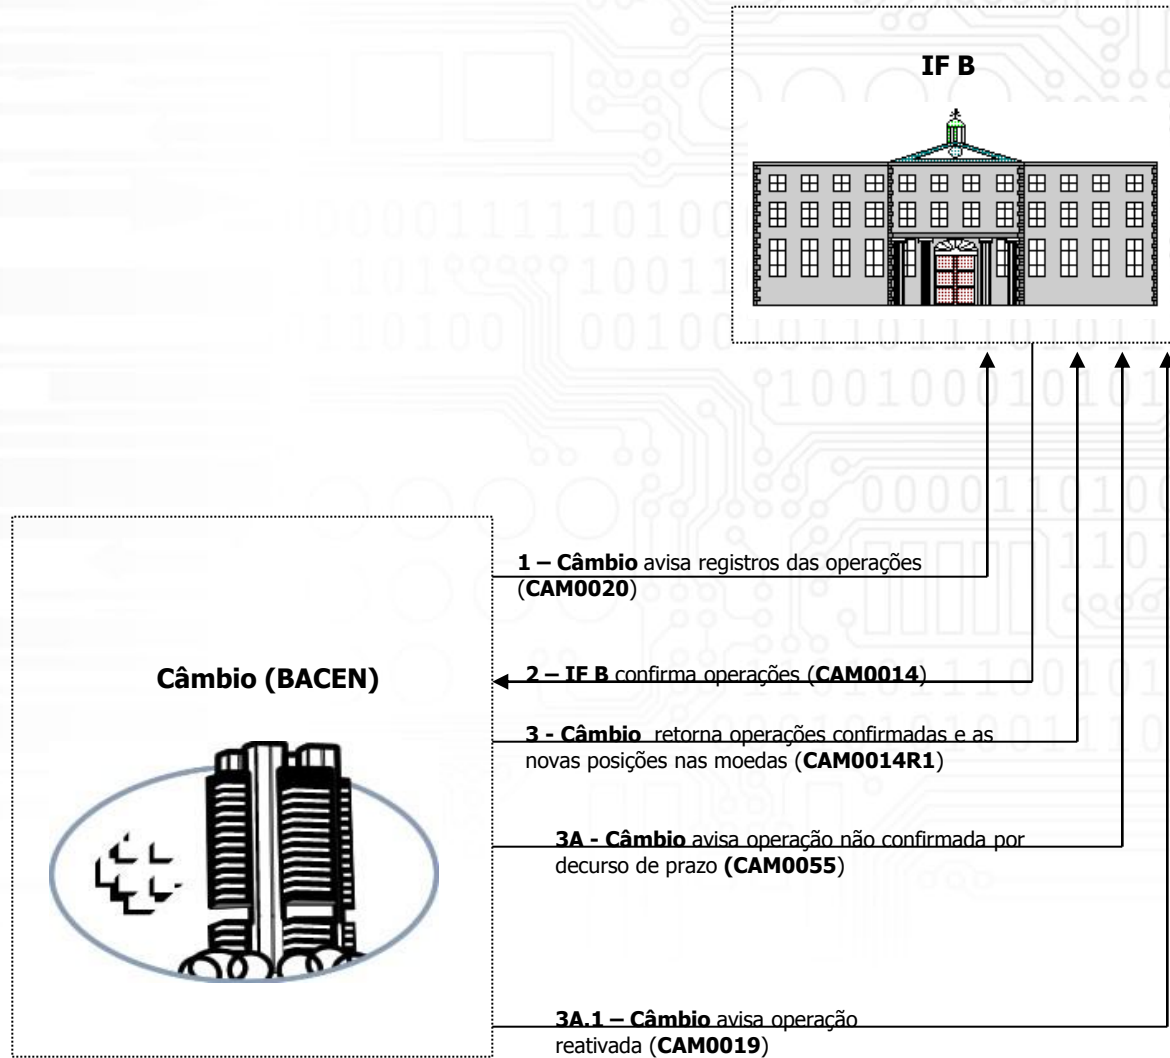 IF B
1 – Câmbio avisa registros das operações
(CAM0020)
Câmbio (BACEN)
2 – IF B confirma operações (CAM0014)
3 - Câmbio retorna operações confirmadas e as
novas posições nas moedas (CAM0014R1)
3A - Câmbio avisa operação não confirmada por
decurso de prazo (CAM0055)
3A.1 – Câmbio avisa operação
reativada (CAM0019)